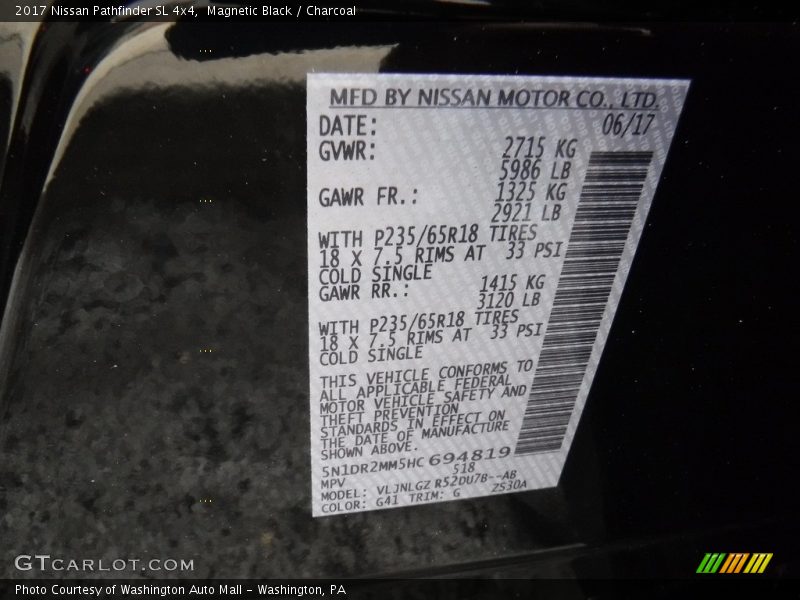 2017 Nissan Pathfinder SL 4x4, Magnetic Black / Charcoal
MFD BY NISSAN MOTOR CO., LTD.
DATE: 06/17
GVWR: 2715 KG
5986 LB
GAWR FR.: 1325 KG
2921 LB
WITH P235/65R18 TIRES
18 X 7.5 RIMS AT 33 PSI
COLD SINGLE
GAWR RR.: 1415 KG
3120 LB
WITH P235/65R18 TIRES
18 X 7.5 RIMS AT 33 PSI
COLD SINGLE
THIS VEHICLE CONFORMS TO
ALL APPLICABLE FEDERAL
MOTOR VEHICLE SAFETY AND
THEFT PREVENTION
STANDARDS IN EFFECT ON
THE DATE OF MANUFACTURE
SHOWN ABOVE.
5N1DR2MM5HC 694819
MPV 518
MODEL: VLJNLGZ R52DU7B--AB
COLOR: G41 TRIM: G ZS30A
GTCARLOT.COM
Photo Courtesy of Washington Auto Mall - Washington, PA